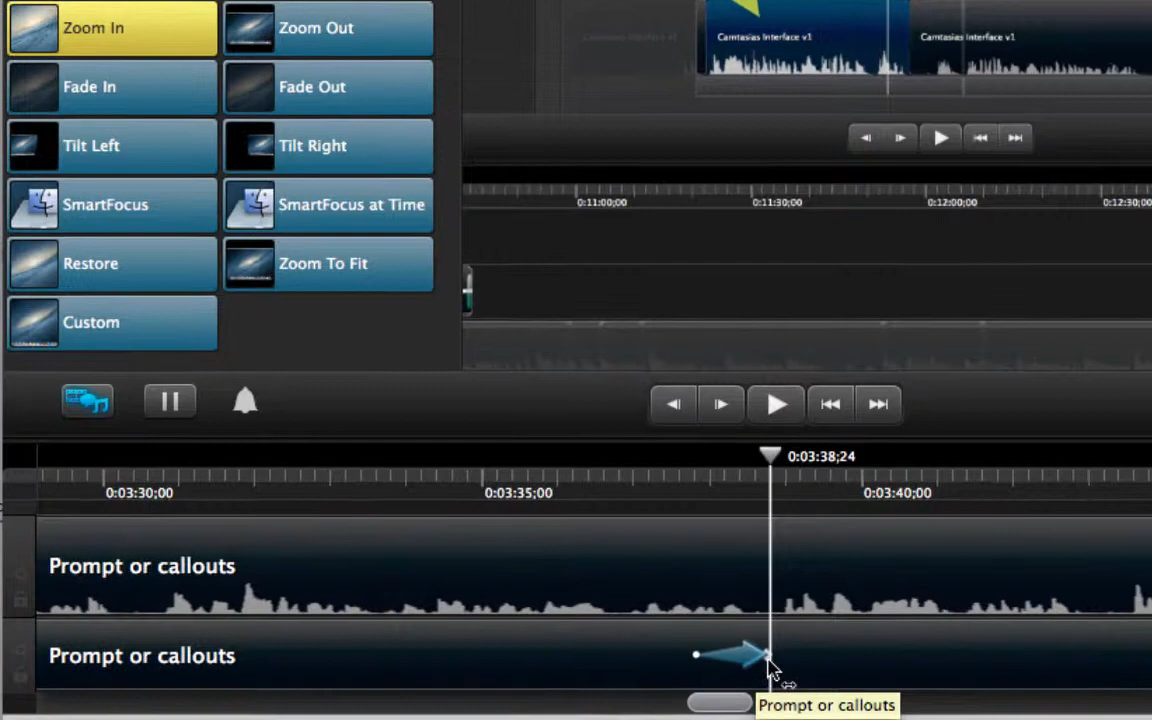 Zoom In
Zoom Out
Camtasias Interface v1
Camtasias Interface v1
Fade In
Fade Out
Tilt Left
Tilt Right
SmartFocus
SmartFocus at Time
0:11:00;00
0:11:30;00
0:12:00;00
0:12:30;00
Restore
Zoom To Fit
Custom
0:03:38;24
0:03:30;00
0:03:35;00
0:03:40;00
Prompt or callouts
Prompt or callouts
Prompt or callouts